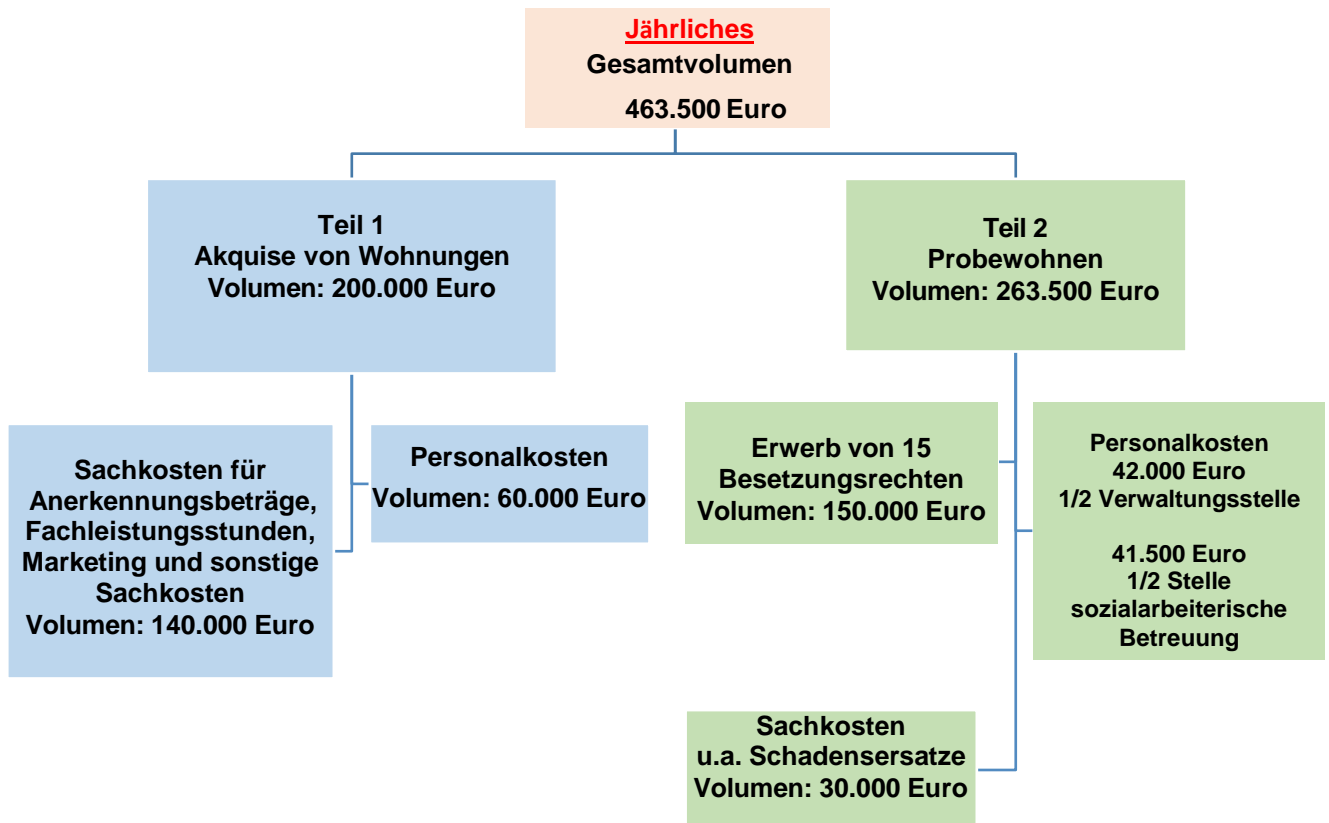 Jährliches
Gesamtvolumen
463.500 Euro
Teil 1
Akquise von Wohnungen
Volumen: 200.000 Euro
Teil 2
Probewohnen
Volumen: 263.500 Euro
Sachkosten für
Anerkennungsbeträge,
Fachleistungsstunden,
Marketing und sonstige
Sachkosten
Volumen: 140.000 Euro
Personalkosten
Volumen: 60.000 Euro
Erwerb von 15
Besetzungsrechten
Volumen: 150.000 Euro
Personalkosten
42.000 Euro
1/2 Verwaltungsstelle
41.500 Euro
1/2 Stelle
sozialarbeiterische
Betreuung
Sachkosten
u.a. Schadensersatze
Volumen: 30.000 Euro